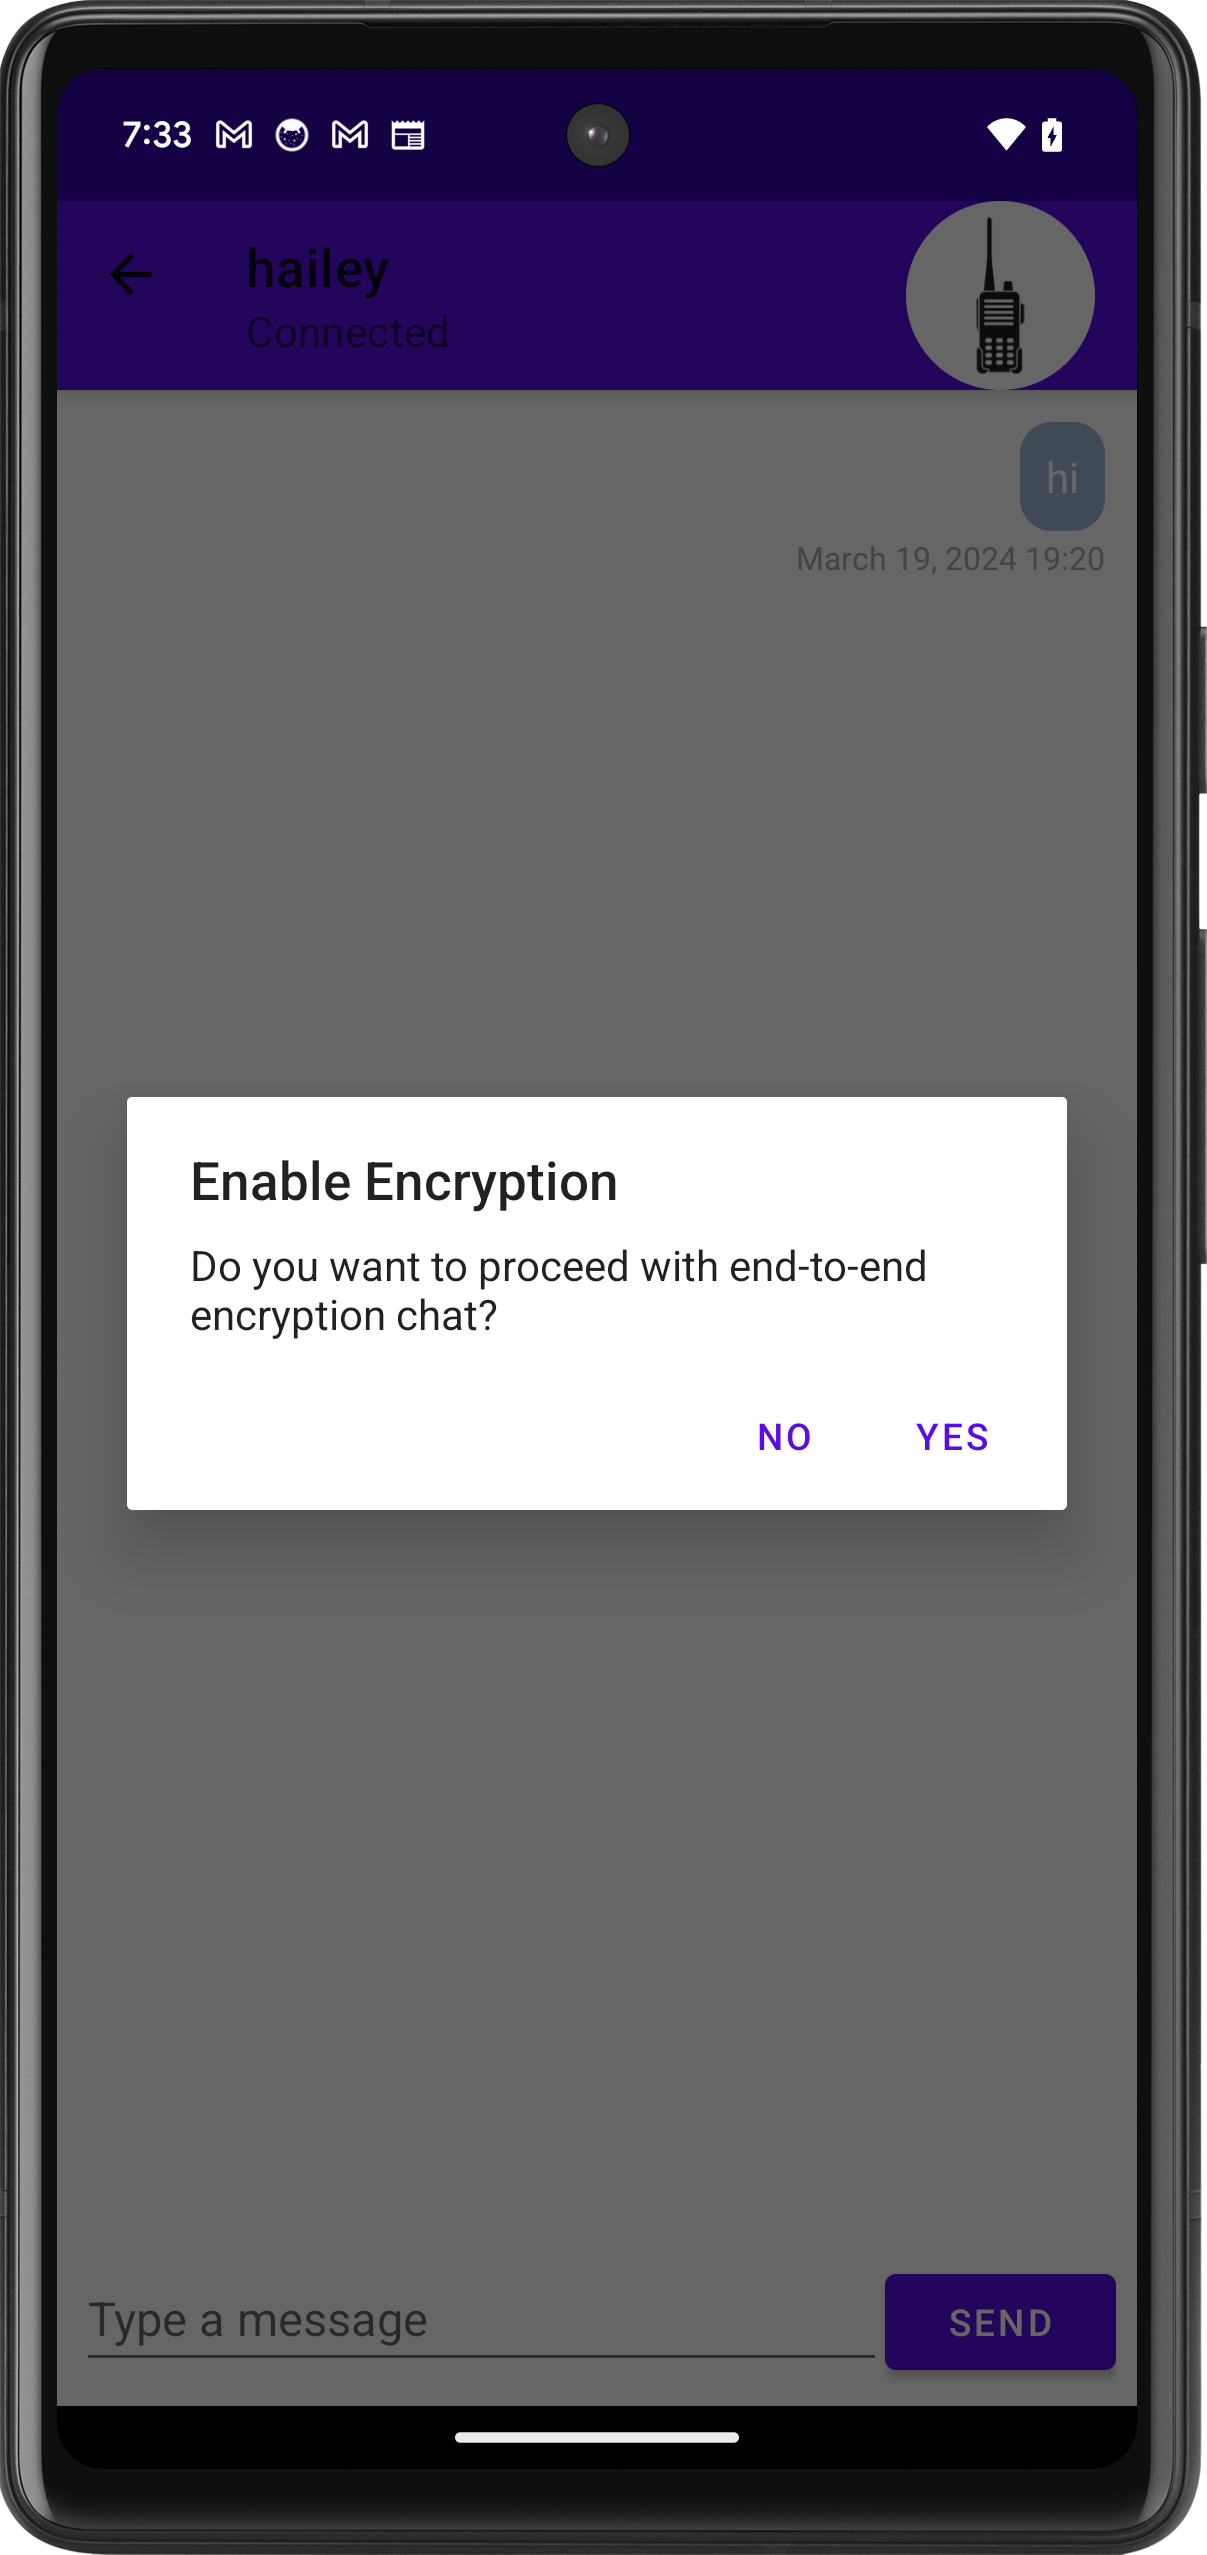 7:33
hailey
Connected
hi
March 19, 2024 19:20
Enable Encryption
Do you want to proceed with end-to-end
encryption chat?
NO YES
Type a message SEND